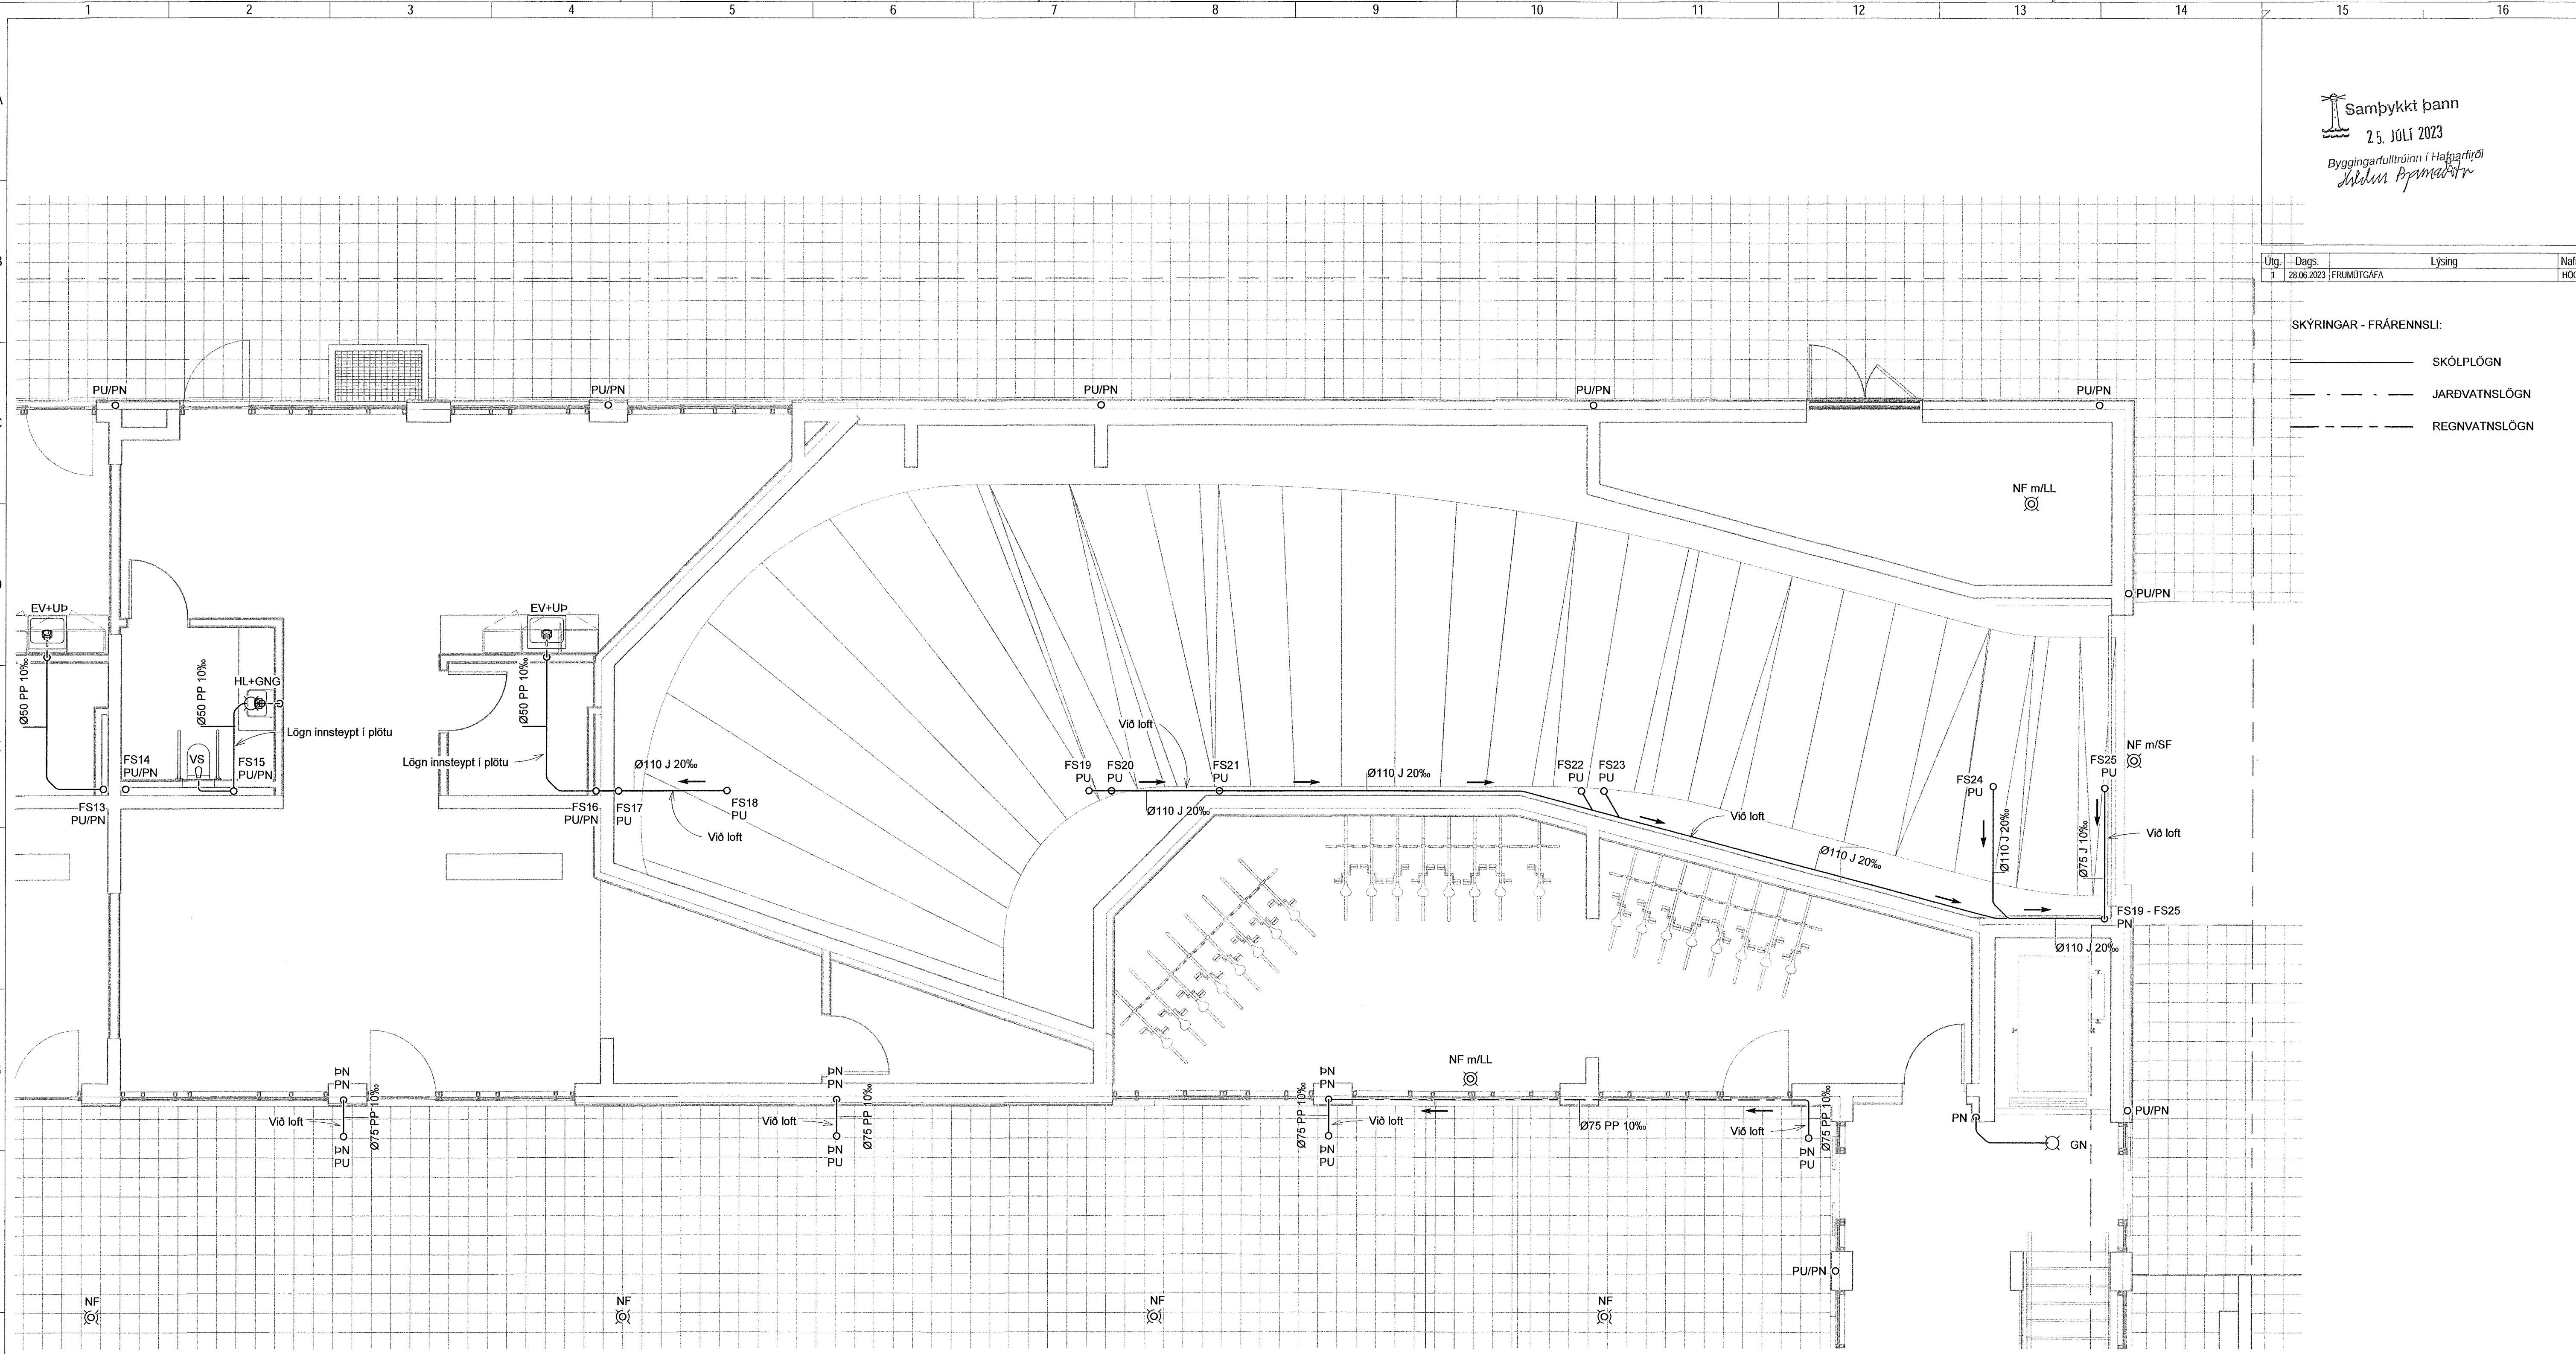 1 2 3 4 5 6 7 8 9 10 11 12 13 14 15 16
Samþykkt þann
25. JÚLÍ 2023
Byggingarfulltrúinn í Hafnarfirði
Útg. Dags. Lýsing
1 28.06.2023 FRUMÚTGÁFA
SKÝRINGAR - FRÁRENNSLI:
SKÓLPLÖGN
JARÐVATNSLÖGN
REGNVATNSLÖGN
PU/PN
PU/PN
PU/PN
PU/PN
PU/PN
NF m/LL
PU/PN
EV+UÞ
EV+UÞ
Ø50 PP 10‰
Ø50 PP 10‰
HL+GNG
Ø50 PP 10‰
Lögn innsteypt í plötu
Lögn innsteypt í plötu
VS
FS14
PU/PN
FS15
PU/PN
FS13
PU/PN
FS16
PU/PN
FS17
PU
Ø110 J 20‰
FS18
PU
Við loft
FS19
PU
FS20
PU
Við loft
FS21
PU
Ø110 J 20‰
Ø110 J 20‰
FS22
PU
FS23
PU
Við loft
Ø110 J 20‰
FS24
PU
Ø110 J 20‰
NF m/SF
FS25
PU
Ø75 J 10‰
Við loft
FS19 - FS25
PN
Ø110 J 20‰
ÞN
PN
Við loft
Ø75 PP 10‰
ÞN
PU
ÞN
PN
Við loft
Ø75 PP 10‰
ÞN
PU
ÞN
PN
Ø75 PP 10‰
Við loft
ÞN
PU
NF m/LL
Ø75 PP 10‰
Við loft
Ø75 PP 10‰
ÞN
PU
PN
GN
PU/PN
PU/PN
NF
NF
NF
NF